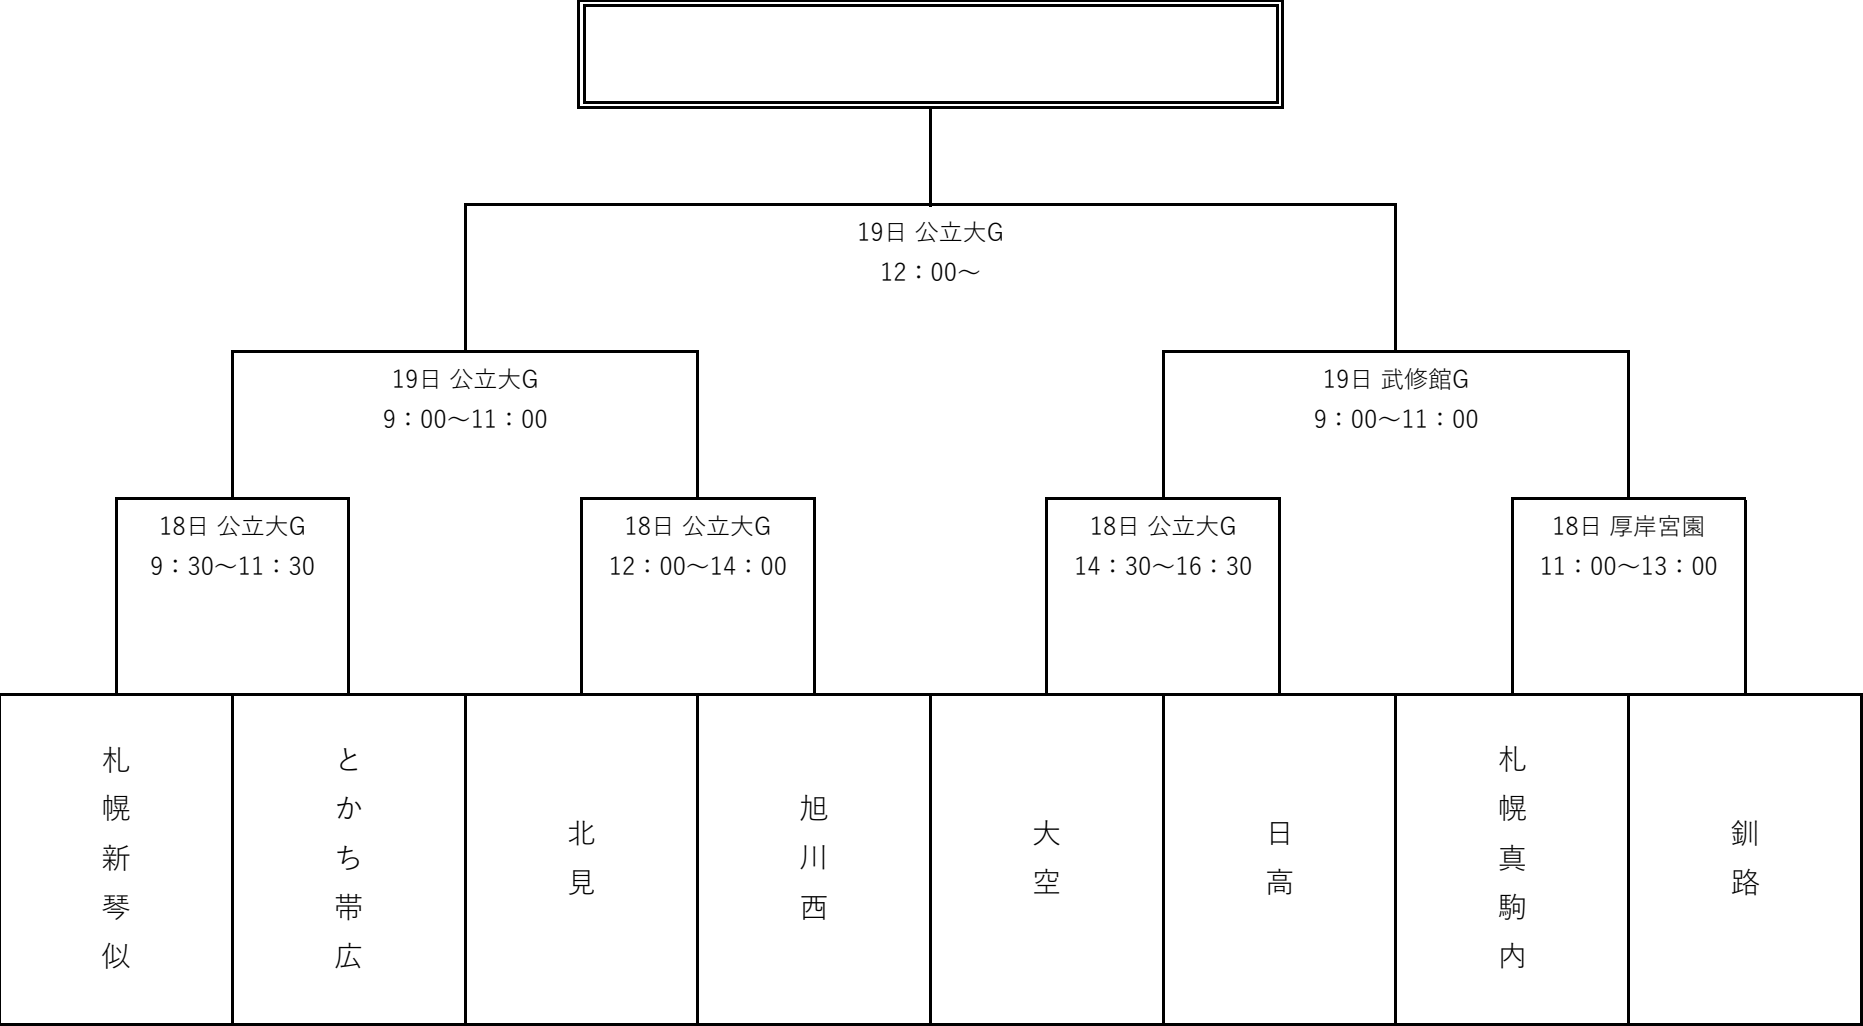 19日 公立大G
12：00～
19日 公立大G
9：00～11：00
19日 武修館G
9：00～11：00
18日 公立大G
9：30～11：30
18日 公立大G
12：00～14：00
18日 公立大G
14：30～16：30
18日 厚岸宮園
11：00～13：00
札幌新琴似
とかち帯広
北見
旭川西
大空
日高
札幌真駒内
釧路